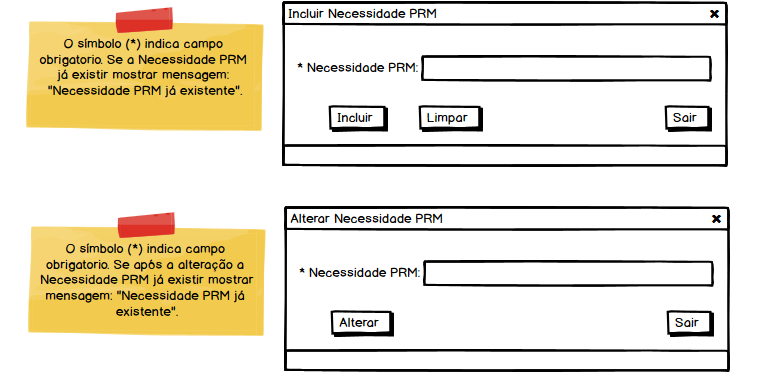 O símbolo (*) indica campo
obrigatorio. Se a Necessidade PRM
já existir mostrar mensagem:
"Necessidade PRM já existente".
Incluir Necessidade PRM
* Necessidade PRM:
Incluir
Limpar
Sair
O símbolo (*) indica campo
obrigatorio. Se após a alteração a
Necessidade PRM já existir mostrar
mensagem: "Necessidade PRM já
existente".
Alterar Necessidade PRM
* Necessidade PRM:
Alterar
Sair